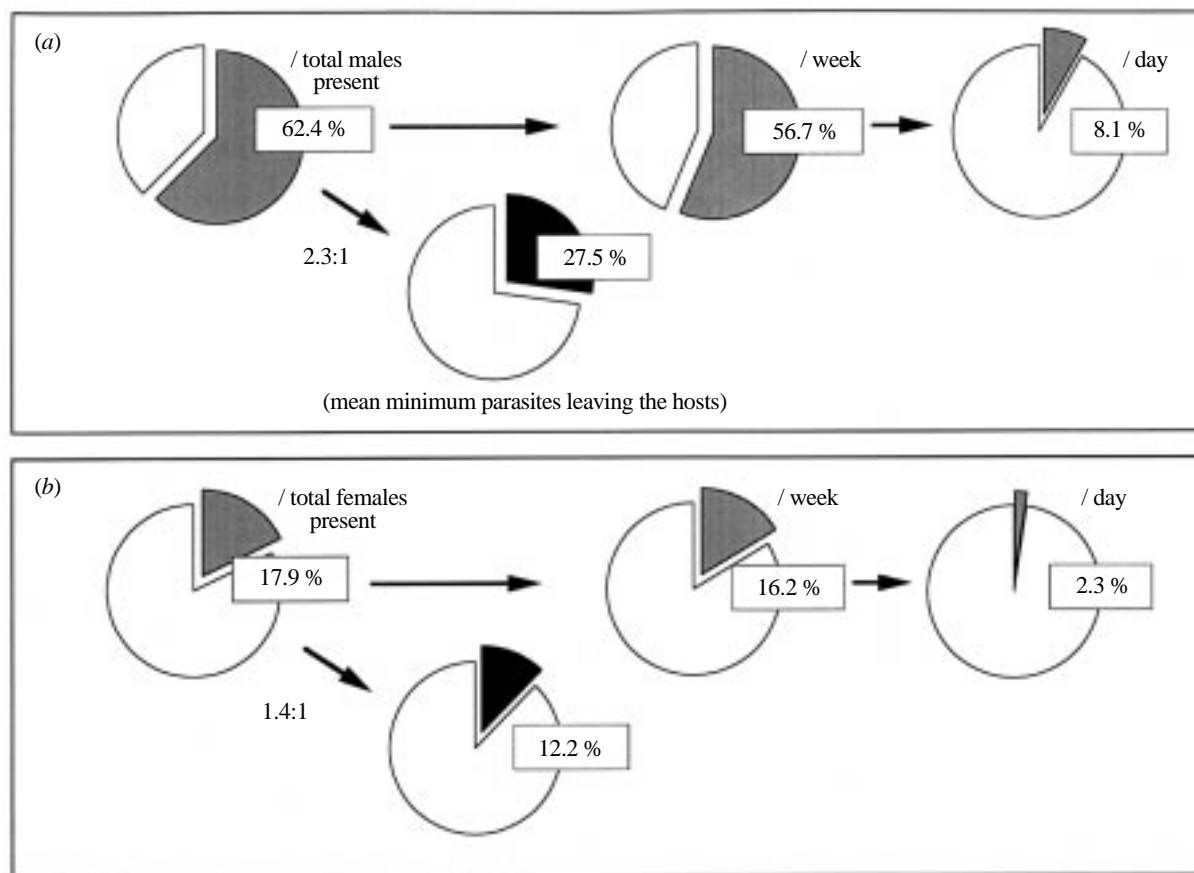 (a)
/ total males
present
62.4 %
/ week
56.7 %
/ day
8.1 %
2.3:1
27.5 %
(mean minimum parasites leaving the hosts)
(b)
/ total females
present
17.9 %
/ week
16.2 %
/ day
2.3 %
1.4:1
12.2 %